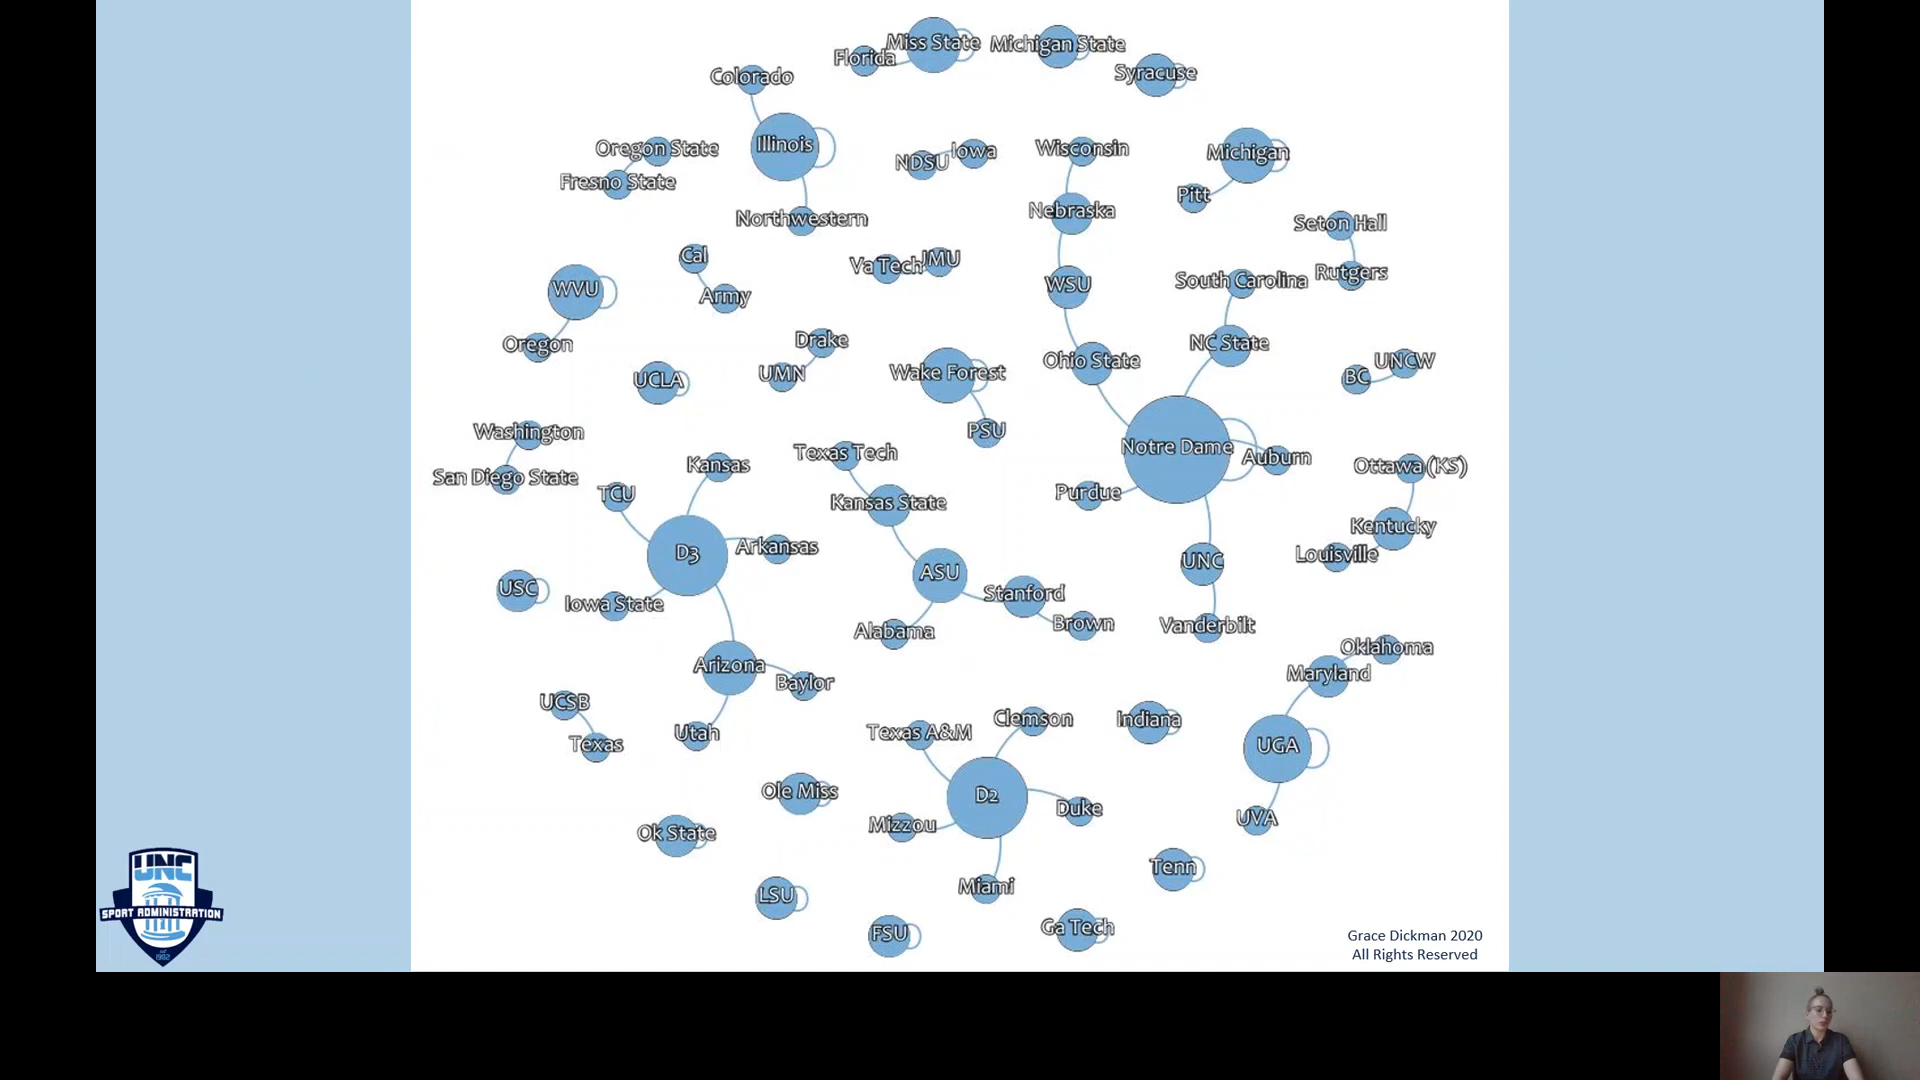 Miss State
Florida
Michigan State
Syracuse
Colorado
Illinois
Oregon State
Fresno State
Northwestern
NDSU
Iowa
Wisconsin
Nebraska
Michigan
Pitt
Seton Hall
Rutgers
Cal
Army
Va Tech
JMU
WSU
South Carolina
NC State
WVU
Oregon
Drake
UMN
UCLA
Wake Forest
PSU
Ohio State
UNCW
BC
Washington
San Diego State
Kansas
TCU
D3
Arkansas
Iowa State
Texas Tech
Kansas State
ASU
Stanford
Brown
Alabama
Notre Dame
Auburn
Purdue
UNC
Vanderbilt
Ottawa (KS)
Kentucky
Louisville
USC
Arizona
Baylor
Utah
UCSB
Texas
Texas A&M
Clemson
D2
Duke
Mizzou
Miami
Indiana
Oklahoma
Maryland
UGA
UVA
Ole Miss
Ok State
LSU
FSU
Ga Tech
Tenn
UNC
SPORT ADMINISTRATION
Grace Dickman 2020
All Rights Reserved